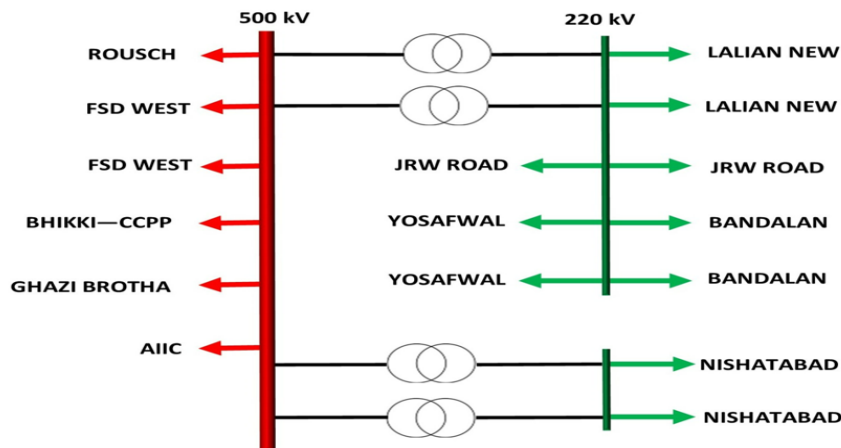 500 kV 220 kV
ROUSCH LALIAN NEW
FSD WEST LALIAN NEW
FSD WEST JRW ROAD JRW ROAD
BHIKKI—CCPP YOSAFWAL BANDALAN
GHAZI BROTHA YOSAFWAL BANDALAN
AIIC
NISHATABAD
NISHATABAD